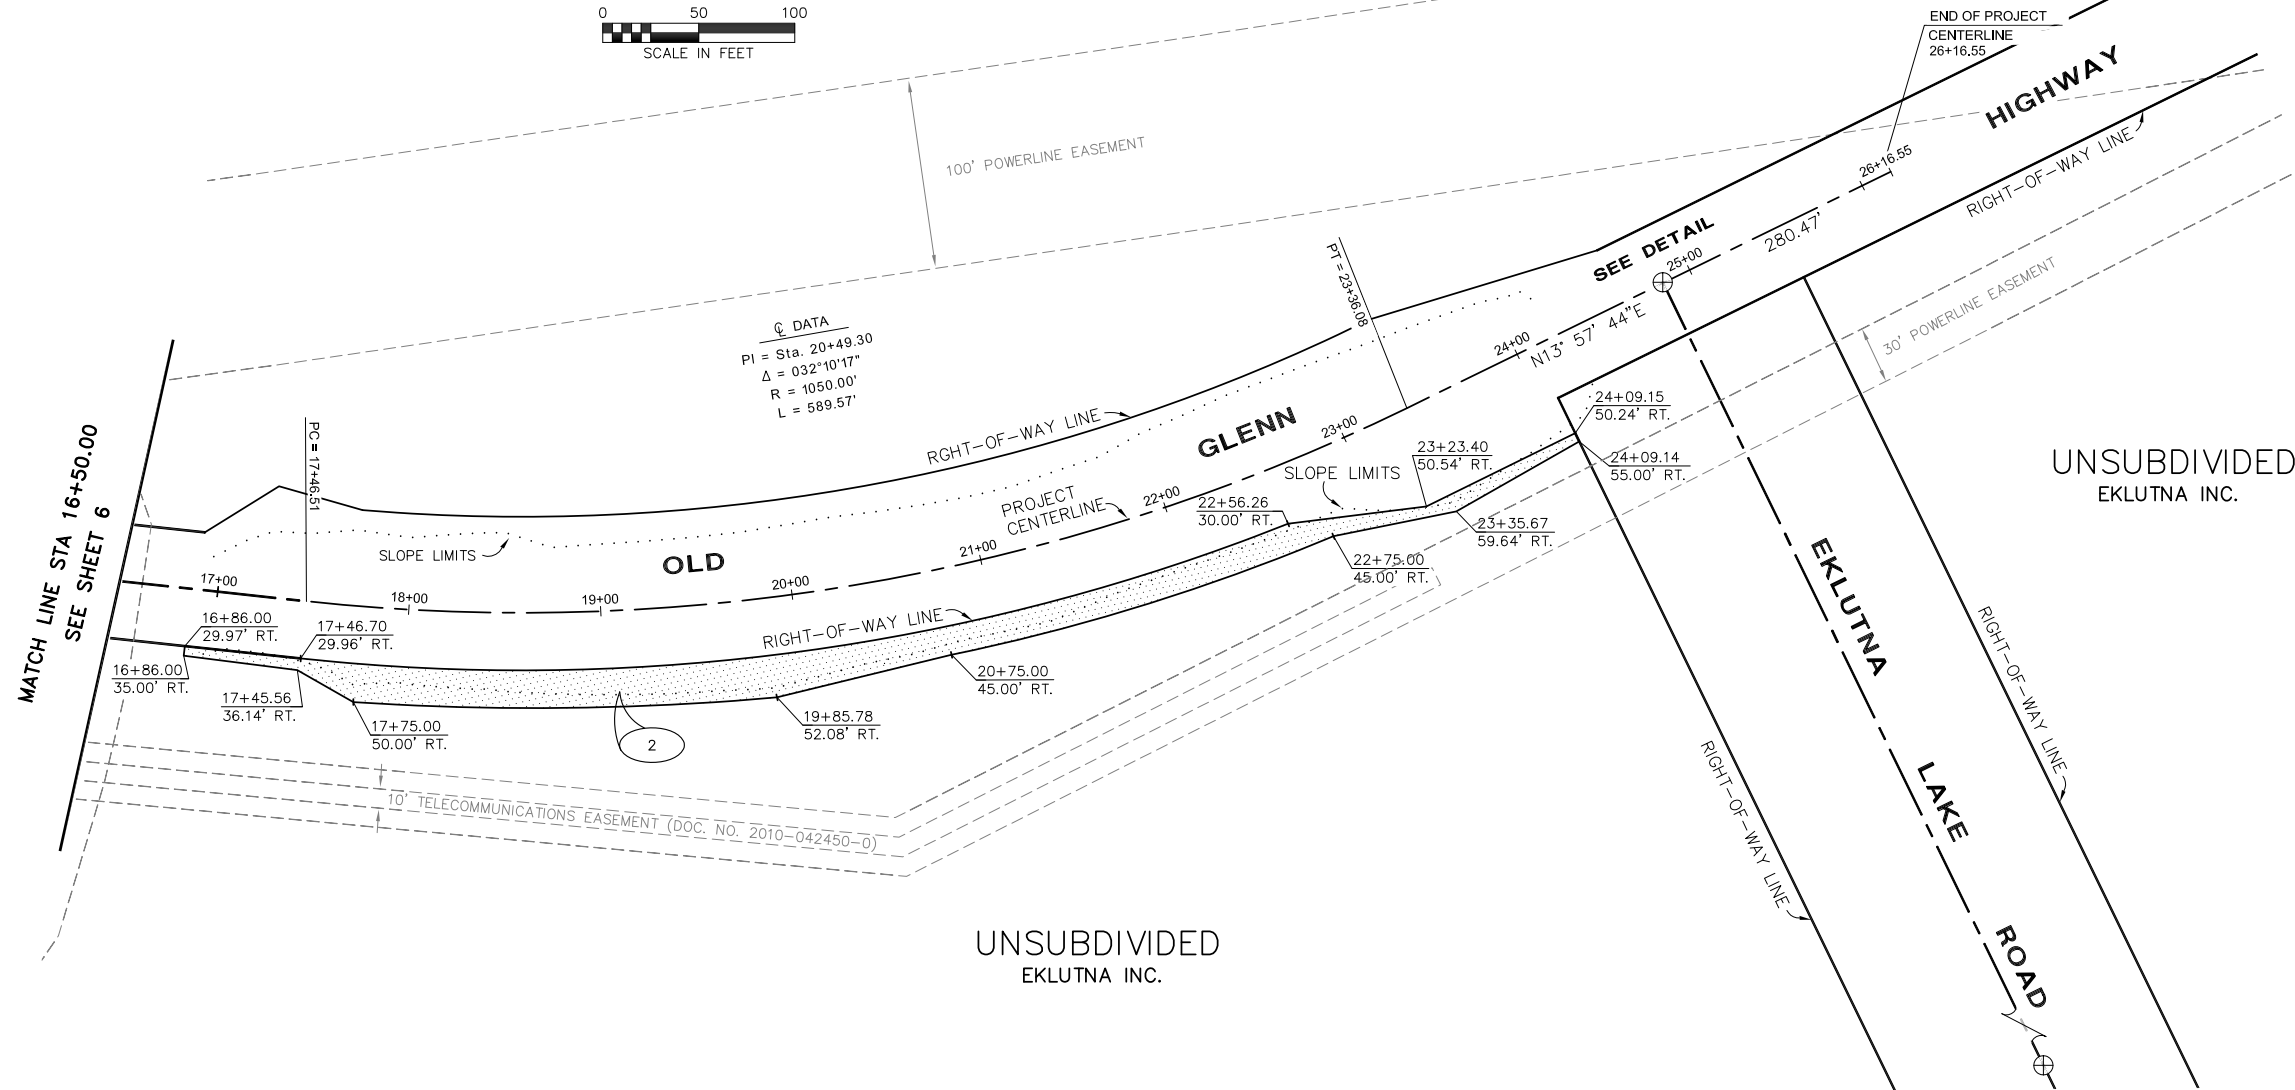 0 50 100
SCALE IN FEET
END OF PROJECT
CENTERLINE
26+16.55
HIGHWAY
100' POWERLINE EASEMENT
26+16.55
RIGHT-OF-WAY LINE
SEE DETAIL
25+00
280.47'
30' POWERLINE EASEMENT
PT = 23+36.08
24+00
N13° 57' 44"E
℄ DATA
PI = Sta. 20+49.30
Δ = 032°10'17"
R = 1050.00'
L = 589.57'
RGHT-OF-WAY LINE
GLENN
23+00
24+09.15
50.24' RT.
23+23.40
50.54' RT.
24+09.14
55.00' RT.
UNSUBDIVIDED
EKLUTNA INC.
MATCH LINE STA 16+50.00
SEE SHEET 6
PC = 17+46.51
SLOPE LIMITS
PROJECT
CENTERLINE
22+00
22+56.26
30.00' RT.
SLOPE LIMITS
23+35.67
59.64' RT.
21+00
OLD
22+75.00
45.00' RT.
17+00
18+00
19+00
20+00
16+86.00
29.97' RT.
17+46.70
29.96' RT.
RIGHT-OF-WAY LINE
16+86.00
35.00' RT.
17+45.56
36.14' RT.
17+75.00
50.00' RT.
2
19+85.78
52.08' RT.
20+75.00
45.00' RT.
EKLUTNA
LAKE
ROAD
RIGHT-OF-WAY LINE
RIGHT-OF-WAY LINE
10' TELECOMMUNICATIONS EASEMENT (DOC. NO. 2010-042450-0)
UNSUBDIVIDED
EKLUTNA INC.